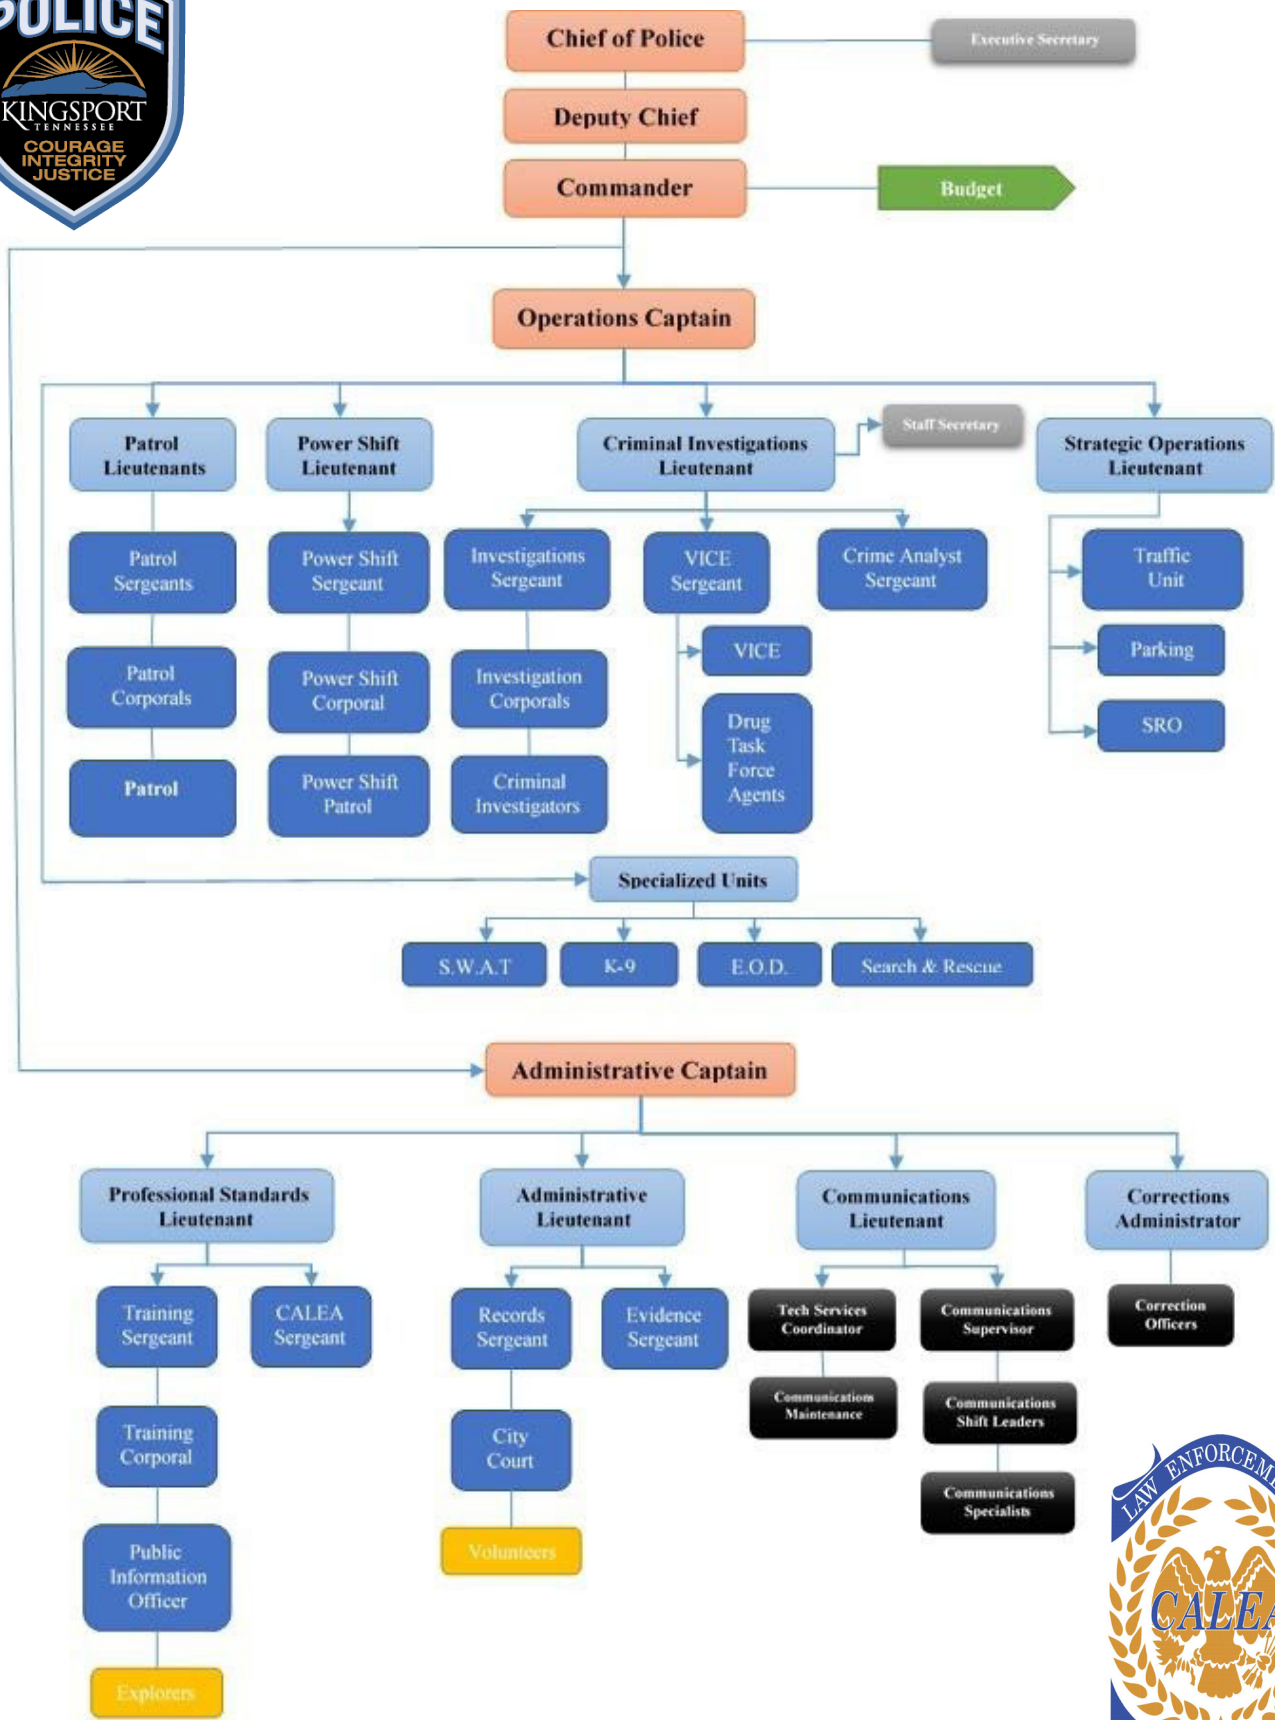 POLICE
KINGSPORT
TENNESSEE
COURAGE
INTEGRITY
JUSTICE
Chief of Police
Executive Secretary
Deputy Chief
Commander
Budget
Operations Captain
Patrol
Lieutenants
Power Shift
Lieutenant
Criminal Investigations
Lieutenant
Staff Secretary
Strategic Operations
Lieutenant
Patrol
Sergeants
Power Shift
Sergeant
Investigations
Sergeant
VICE
Sergeant
Crime Analyst
Sergeant
Traffic
Unit
Patrol
Corporals
Power Shift
Corporal
Investigation
Corporals
VICE
Parking
Patrol
Power Shift
Patrol
Criminal
Investigators
Drug
Task
Force
Agents
SRO
Specialized Units
S.W.A.T
K-9
E.O.D.
Search & Rescue
Administrative Captain
Professional Standards
Lieutenant
Administrative
Lieutenant
Communications
Lieutenant
Corrections
Administrator
Training
Sergeant
CALEA
Sergeant
Records
Sergeant
Evidence
Sergeant
Tech Services
Coordinator
Communications
Supervisor
Correction
Officers
Training
Corporal
City
Court
Communications
Maintenance
Communications
Shift Leaders
Public
Information
Officer
Volunteers
Communications
Specialists
Explorers
LAW ENFORCEM
CALEA